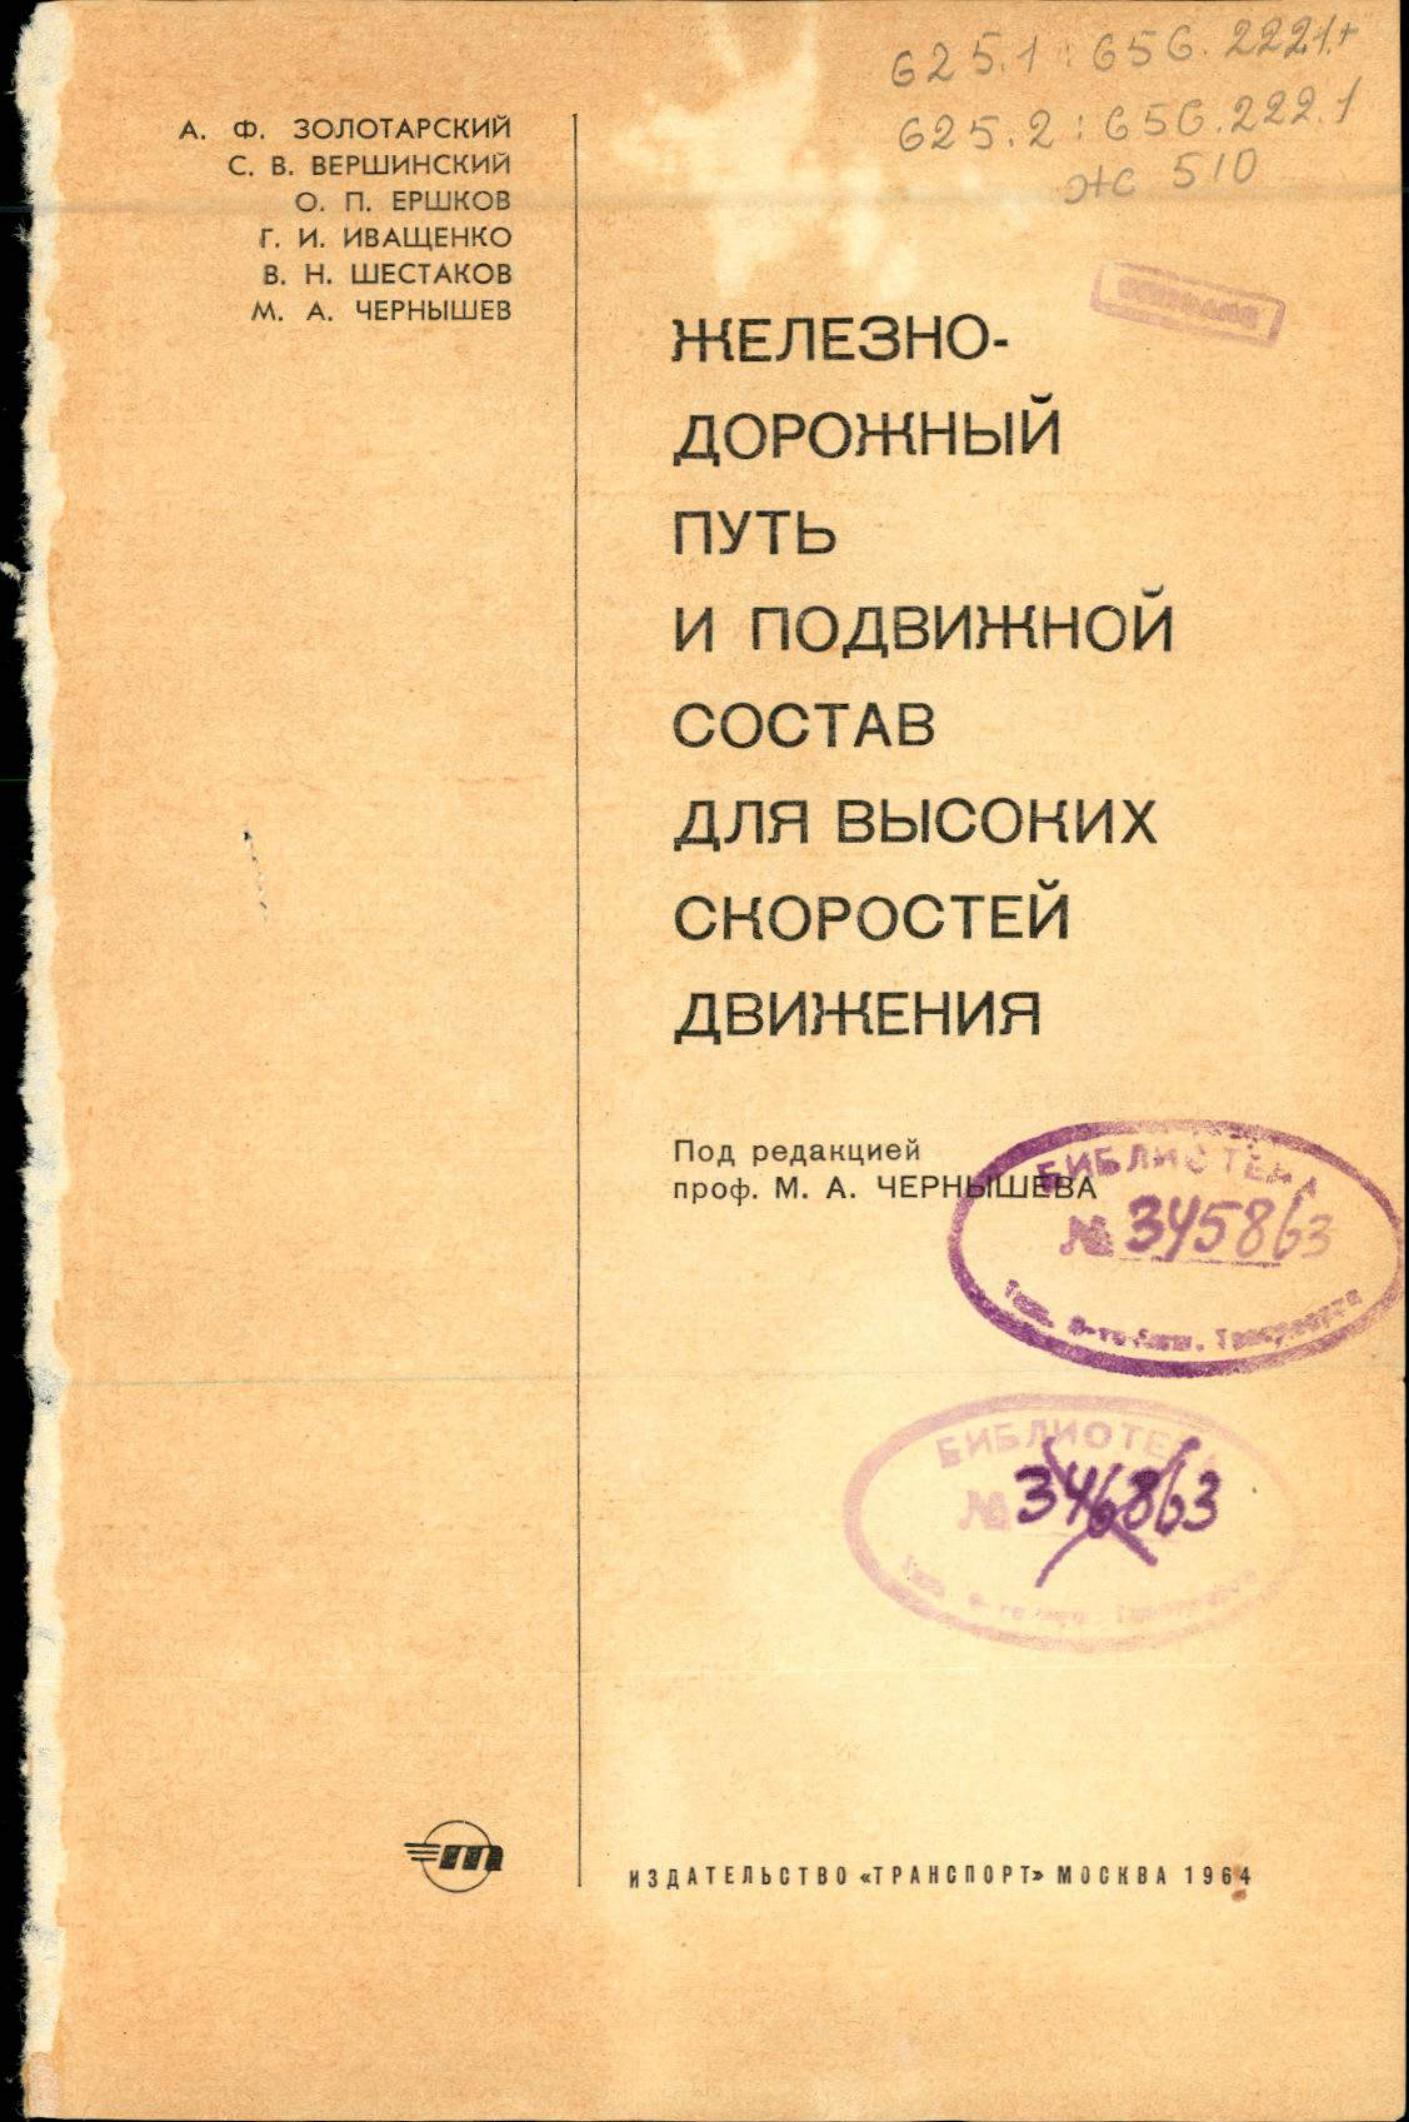 625.1 : 656.222.1+
625.2 : 656.222.1
Ж 510
А. Ф. ЗОЛОТАРСКИЙ
С. В. ВЕРШИНСКИЙ
О. П. ЕРШКОВ
Г. И. ИВАЩЕНКО
В. Н. ШЕСТАКОВ
М. А. ЧЕРНЫШЕВ
ЖЕЛЕЗНО-
ДОРОЖНЫЙ
ПУТЬ
И ПОДВИЖНОЙ
СОСТАВ
ДЛЯ ВЫСОКИХ
СКОРОСТЕЙ
ДВИЖЕНИЯ
Под редакцией
проф. М. А. ЧЕРНЫШЕВА
БИБЛИОТЕКА
№ 345863
БИБЛИОТЕКА
№ 346863
m
ИЗДАТЕЛЬСТВО «ТРАНСПОРТ» МОСКВА 1964